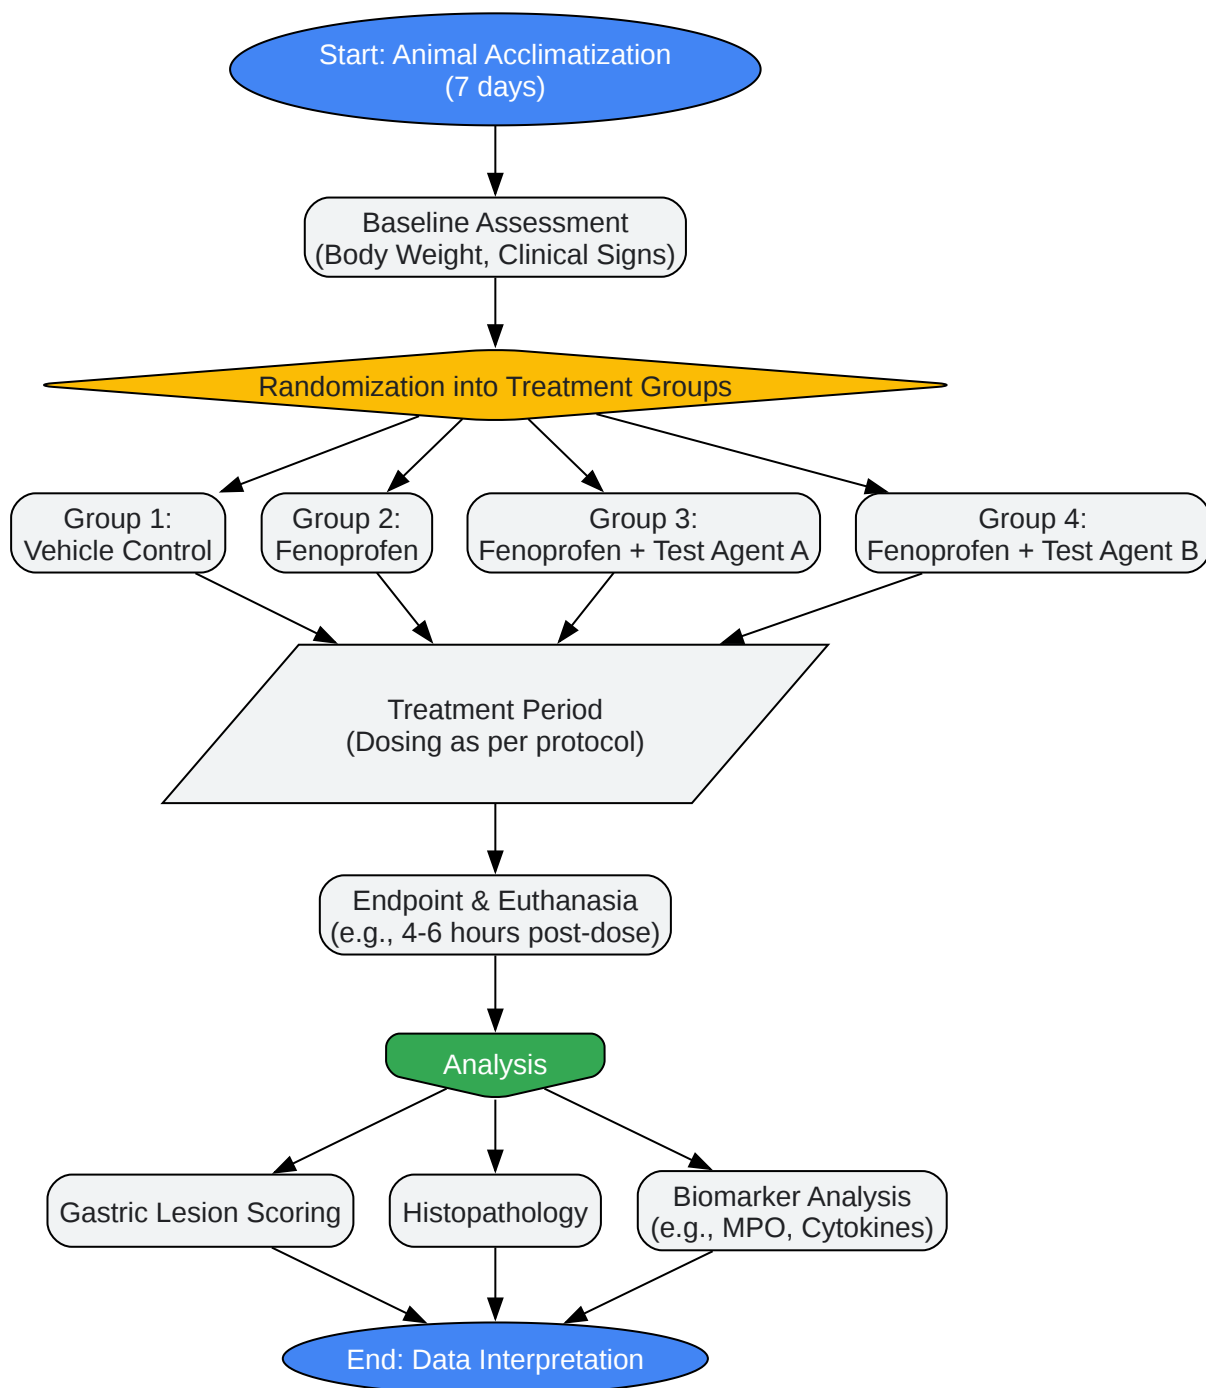 Start: Animal Acclimatization
(7 days)
Baseline Assessment
(Body Weight, Clinical Signs)
Randomization into Treatment Groups
Group 1:
Vehicle Control
Group 2:
Fenoprofen
Group 3:
Fenoprofen + Test Agent A
Group 4:
Fenoprofen + Test Agent B
Treatment Period
(Dosing as per protocol)
Endpoint & Euthanasia
(e.g., 4-6 hours post-dose)
Analysis
Gastric Lesion Scoring
Histopathology
Biomarker Analysis
(e.g., MPO, Cytokines)
End: Data Interpretation